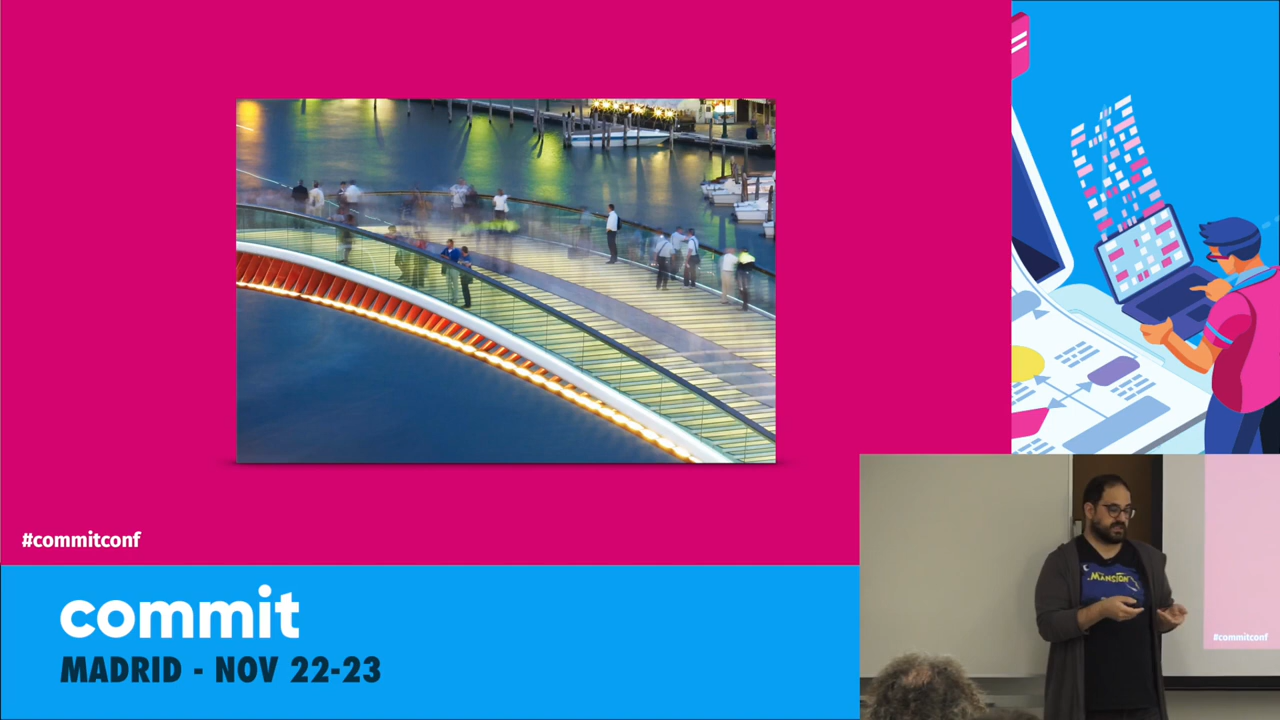 #commitconf
commit
MADRID - NOV 22-23
MANSION
#commitconf